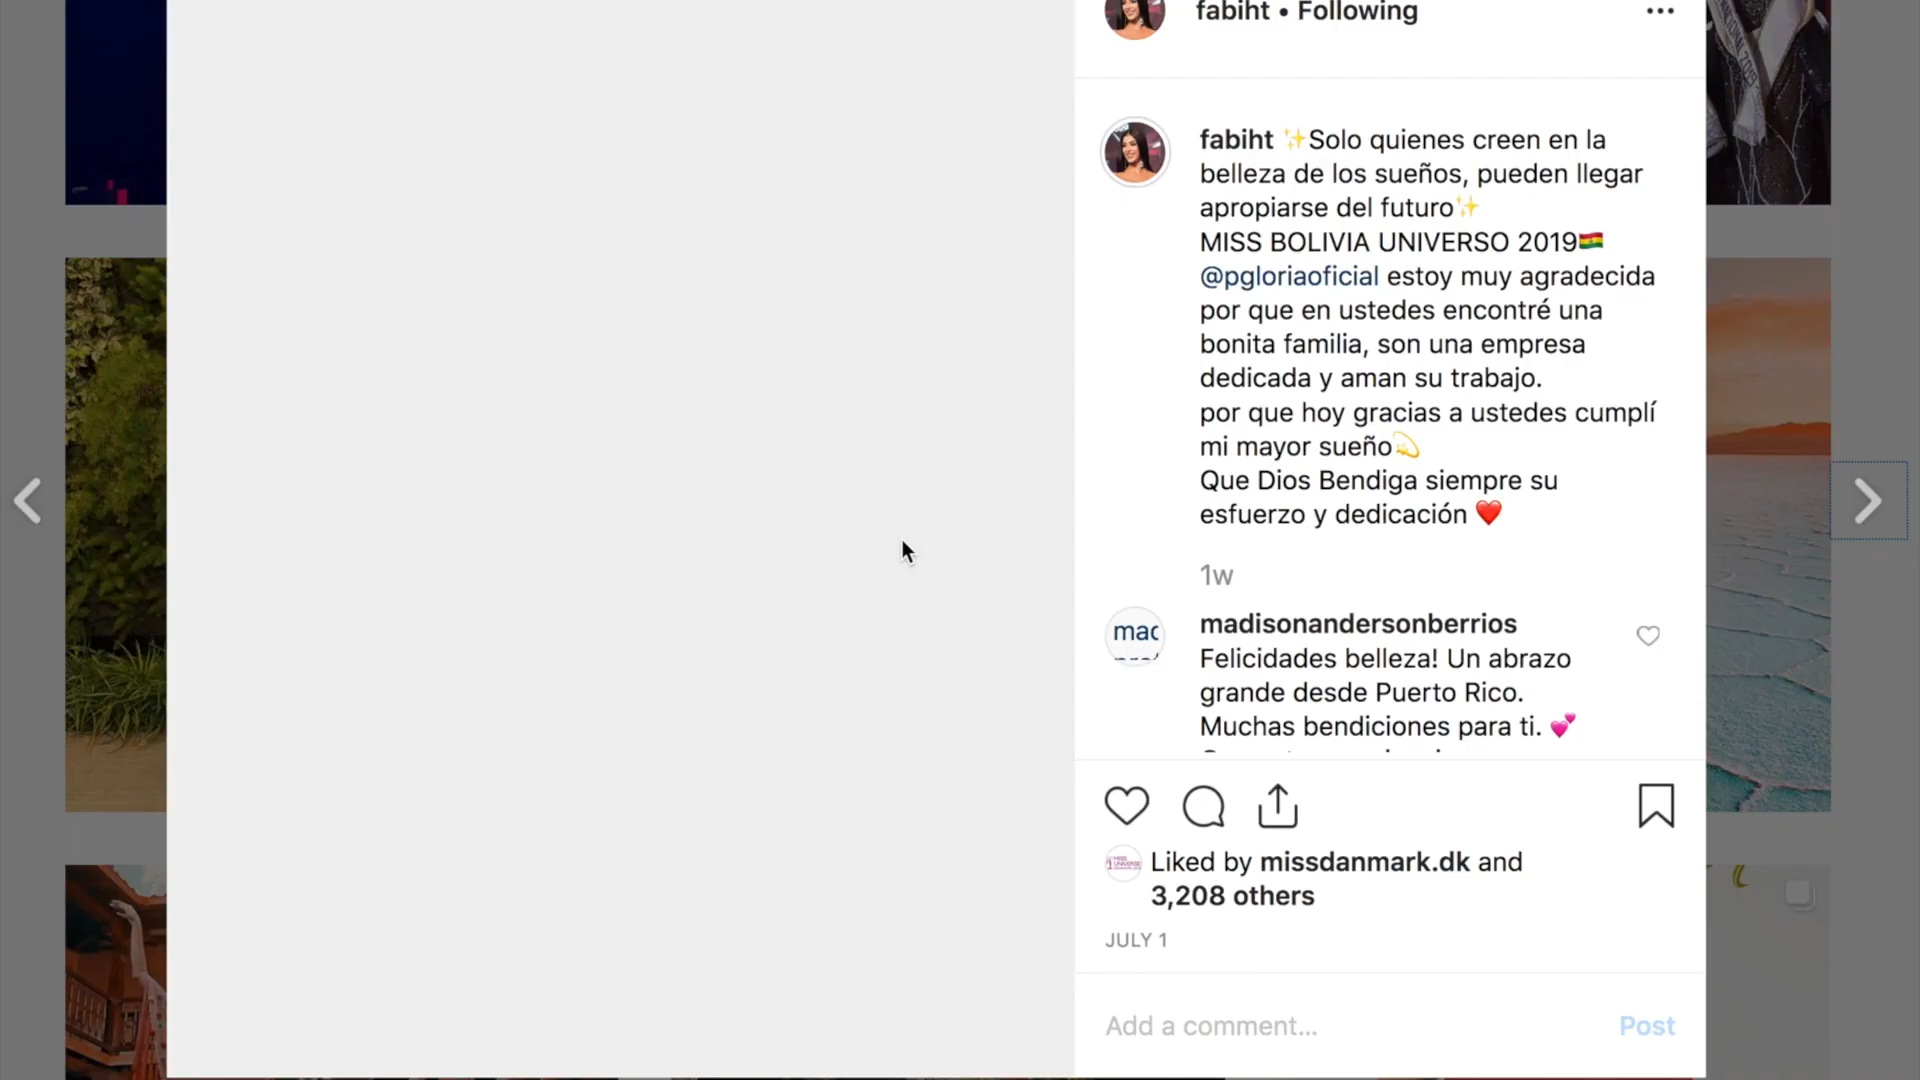 fabiht • Following
fabiht ✨Solo quienes creen en la
belleza de los sueños, pueden llegar
apropiarse del futuro✨
MISS BOLIVIA UNIVERSO 2019🇧🇴
@pgloriaoficial estoy muy agradecida
por que en ustedes encontré una
bonita familia, son una empresa
dedicada y aman su trabajo.
por que hoy gracias a ustedes cumplí
mi mayor sueño💫
Que Dios Bendiga siempre su
esfuerzo y dedicación ❤️
1w
madisonandersonberrios
Felicidades belleza! Un abrazo
grande desde Puerto Rico.
Muchas bendiciones para ti. 💕
Liked by missdanmark.dk and
3,208 others
JULY 1
Add a comment...
Post